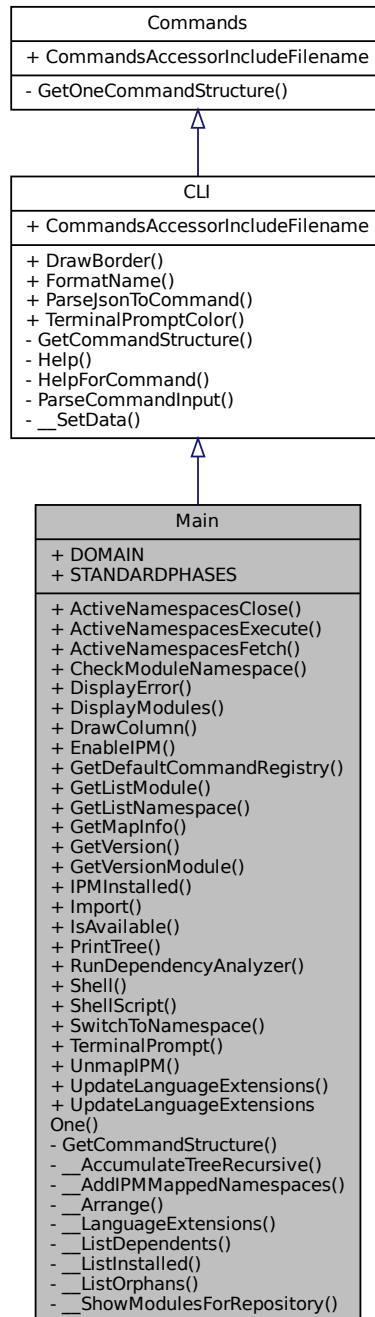 Commands
+ CommandsAccessorIncludeFilename
- GetOneCommandStructure()
CLI
+ CommandsAccessorIncludeFilename
+ DrawBorder()
+ FormatName()
+ ParseJsonToCommand()
+ TerminalPromptColor()
- GetCommandStructure()
- Help()
- HelpForCommand()
- ParseCommandInput()
- __SetData()
Main
+ DOMAIN
+ STANDARDPHASES
+ ActiveNamespacesClose()
+ ActiveNamespacesExecute()
+ ActiveNamespacesFetch()
+ CheckModuleNamespace()
+ DisplayError()
+ DisplayModules()
+ DrawColumn()
+ EnableIPM()
+ GetDefaultCommandRegistry()
+ GetListModule()
+ GetListNamespace()
+ GetMapInfo()
+ GetVersion()
+ GetVersionModule()
+ IPMInstalled()
+ Import()
+ IsAvailable()
+ PrintTree()
+ RunDependencyAnalyzer()
+ Shell()
+ ShellScript()
+ SwitchToNamespace()
+ TerminalPrompt()
+ UnmapIPM()
+ UpdateLanguageExtensions()
+ UpdateLanguageExtensions
One()
- GetCommandStructure()
- __AccumulateTreeRecursive()
- __AddIPMMappedNamespaces()
- __Arrange()
- __LanguageExtensions()
- __ListDependents()
- __ListInstalled()
- __ListOrphans()
- __ShowModulesForRepository()